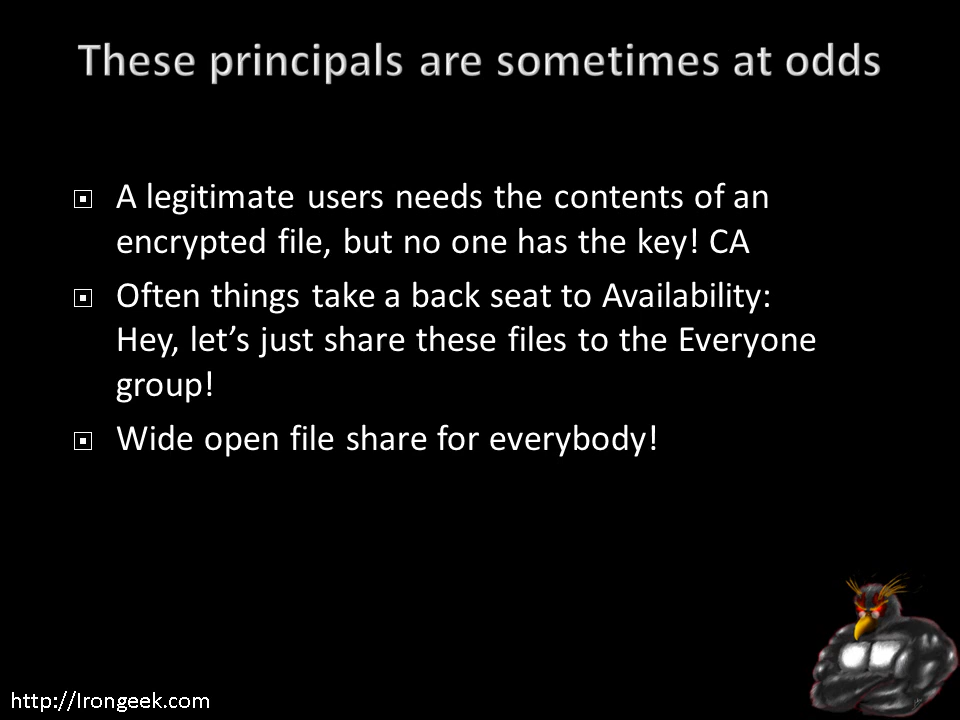 These principals are sometimes at odds
A legitimate users needs the contents of an
encrypted file, but no one has the key! CA
Often things take a back seat to Availability:
Hey, let’s just share these files to the Everyone
group!
Wide open file share for everybody!
http://Irongeek.com